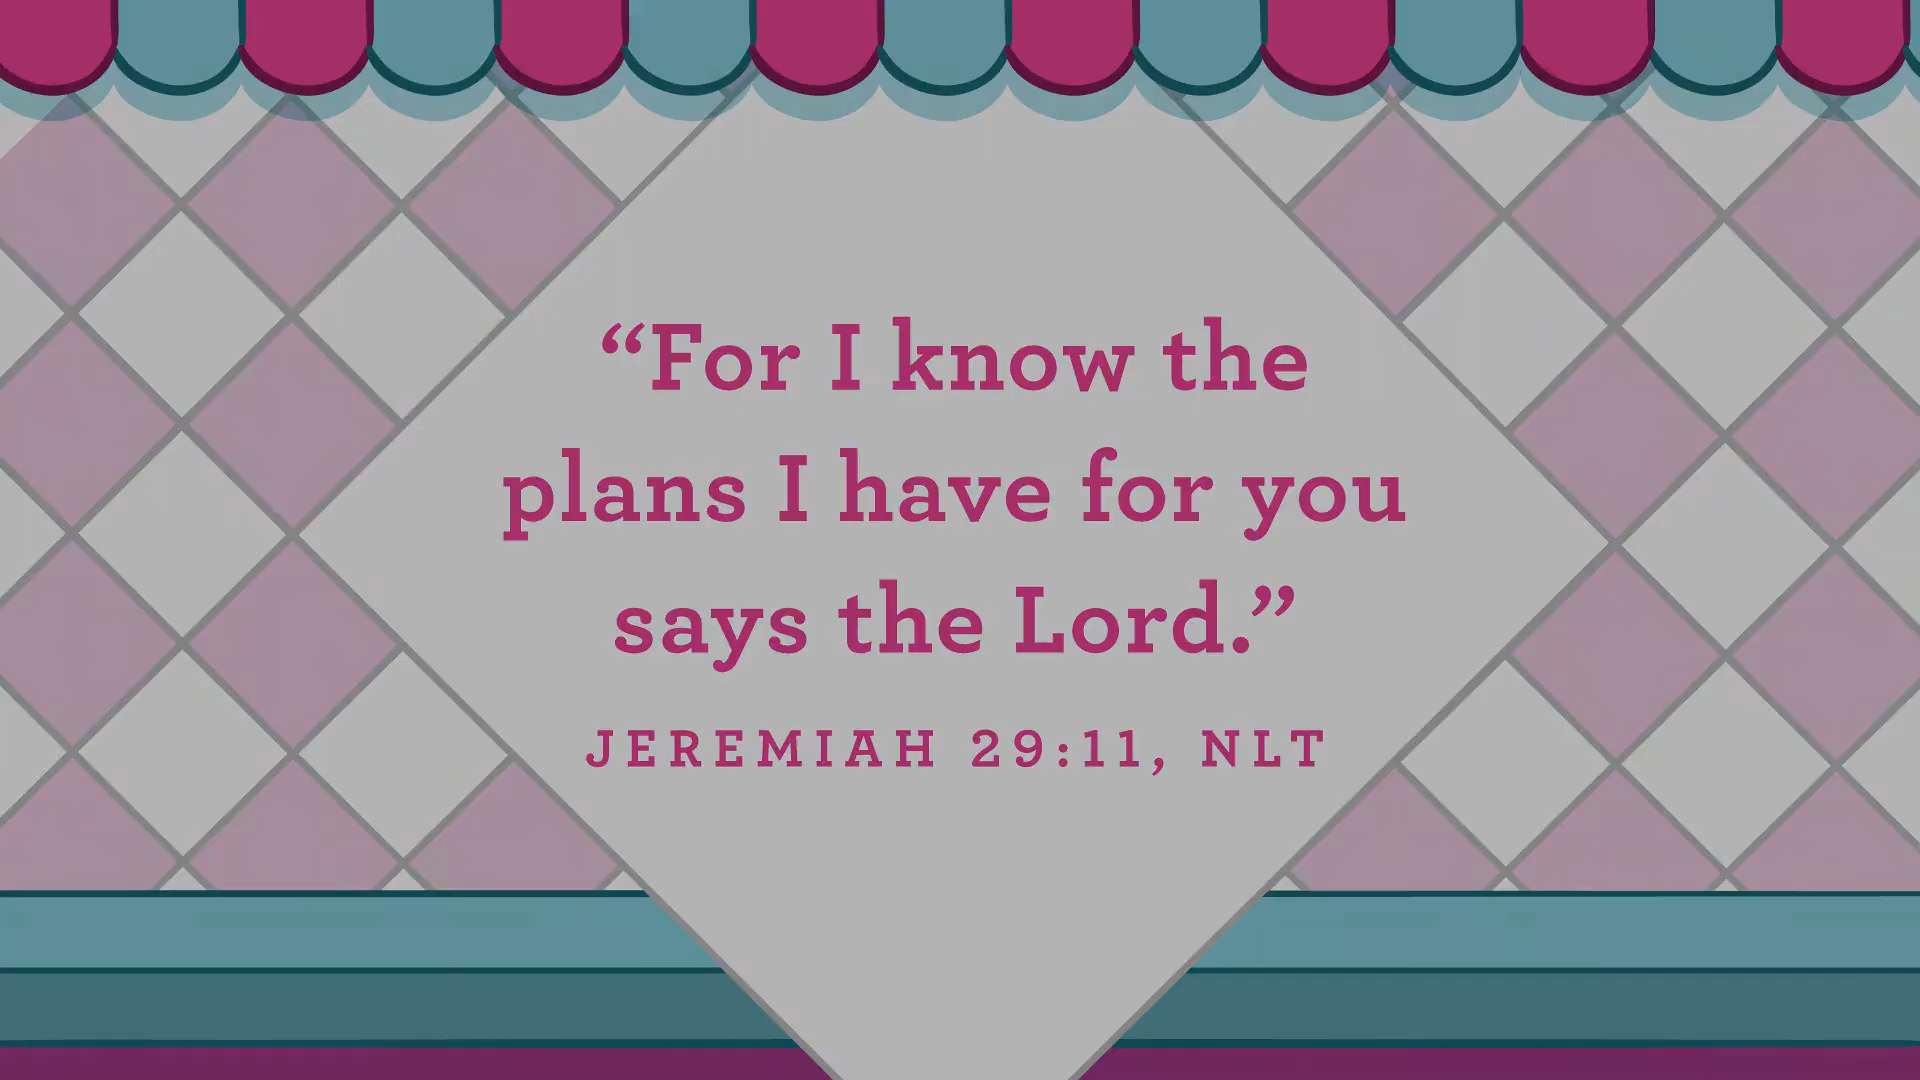 “For I know the
plans I have for you
says the Lord.”
JEREMIAH 29:11, NLT